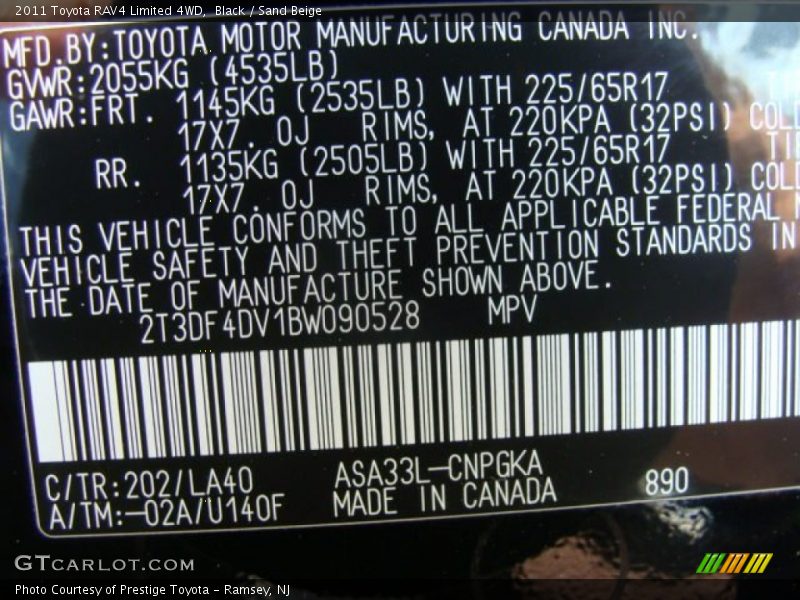 2011 Toyota RAV4 Limited 4WD,  Black / Sand Beige
MFD.BY:TOYOTA MOTOR MANUFACTURING CANADA INC.
GVWR:2055KG (4535LB)
GAWR:FRT. 1145KG (2535LB) WITH 225/65R17
17X7. 0J RIMS, AT 220KPA (32PSI)
RR. 1135KG (2505LB) WITH 225/65R17
17X7. 0J RIMS, AT 220KPA (32PSI)
THIS VEHICLE CONFORMS TO ALL APPLICABLE FEDERAL
VEHICLE SAFETY AND THEFT PREVENTION STANDARDS IN
THE DATE OF MANUFACTURE SHOWN ABOVE.
2T3DF4DV1BW090528 MPV
C/TR:202/LA40 ASA33L-CNPGKA 890
A/TM:-02A/U140F MADE IN CANADA
GTCARLOT.COM
Photo Courtesy of Prestige Toyota - Ramsey, NJ